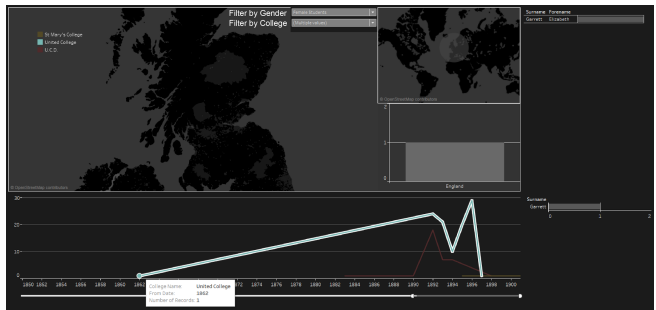 Filter by Gender
Female Students
Filter by College
(Multiple values)
St Mary's College
United College
U.C.D
© OpenStreetMap contributors
© OpenStreetMap contributors
Surname Forename
Garrett Elizabeth
2
1
0
England
Surname
Garrett
0 1 2
30
20
10
0
1850 1852 1854 1856 1858 1860 1862 1874 1876 1878 1880 1882 1884 1886 1888 1890 1892 1894 1896 1898 1900
College Name: United College
From Date: 1862
Number of Records: 1